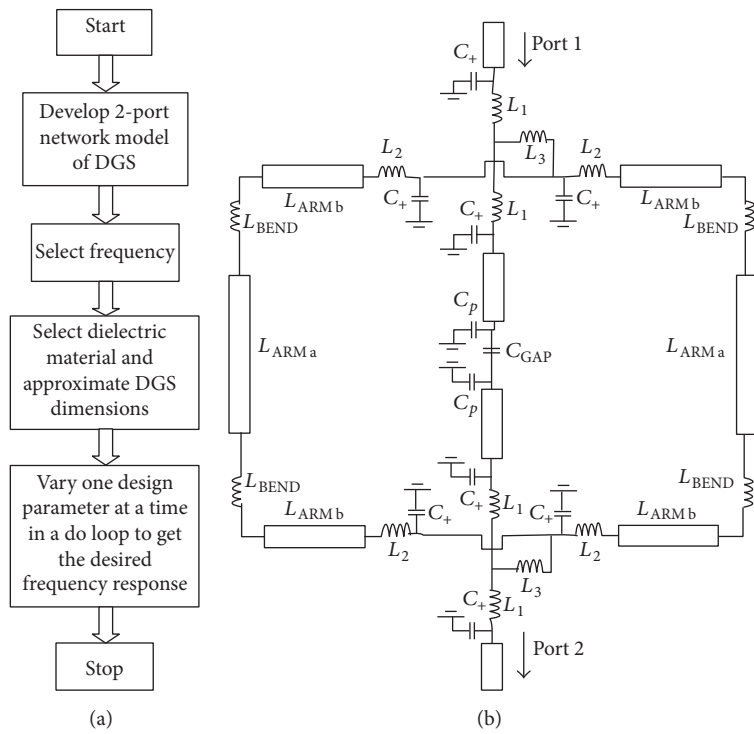 Start
Develop 2-port
network model
of DGS
Select frequency
Select dielectric
material and
approximate DGS
dimensions
Vary one design
parameter at a time
in a do loop to get
the desired
frequency response
Stop
(a)
Port 1
C+
L1
L3
L2
L2
LARM b
C+
L1
C+
C+
LARM b
LBEND
LBEND
Cp
LARM a
CGAP
LARM a
Cp
LBEND
LBEND
LARM b
C+
C+
L1
C+
LARM b
L2
L2
L3
C+
L1
Port 2
(b)